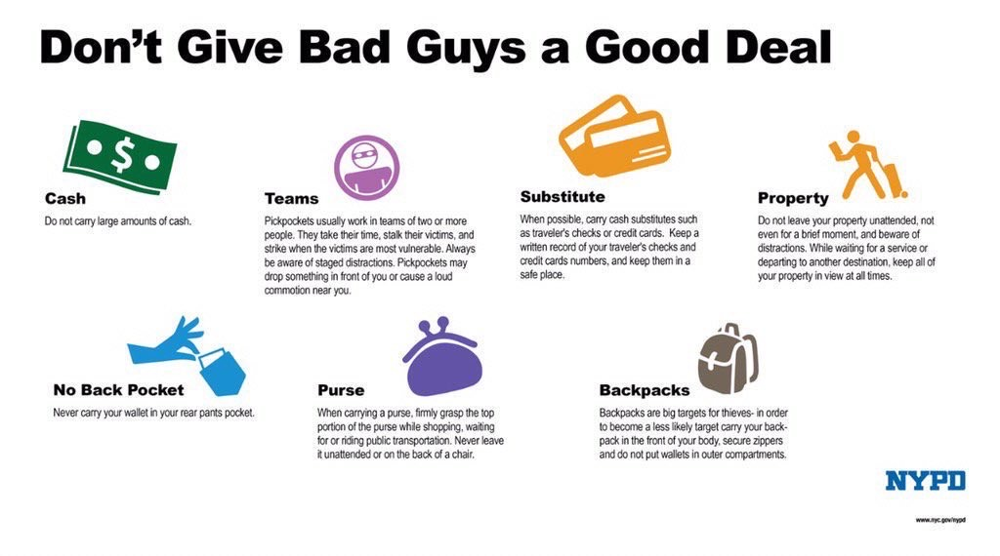 Don't Give Bad Guys a Good Deal
$
Cash
Do not carry large amounts of cash.
Teams
Pickpockets usually work in teams of two or more
people. They take their time, stalk their victims, and
strike when the victims are most vulnerable. Always
be aware of staged distractions. Pickpockets may
drop something in front of you or cause a loud
commotion near you.
Substitute
When possible, carry cash substitutes such
as traveler's checks or credit cards. Keep a
written record of your traveler's checks and
credit cards numbers, and keep them in a
safe place.
Property
Do not leave your property unattended, not
even for a brief moment, and beware of
distractions. While waiting for a service or
departing to another destination, keep all of
your property in view at all times.
No Back Pocket
Never carry your wallet in your rear pants pocket.
Purse
When carrying a purse, firmly grasp the top
portion of the purse while shopping, waiting
for or riding public transportation. Never leave
it unattended or on the back of a chair.
Backpacks
Backpacks are big targets for thieves- in order
to become a less likely target carry your back-
pack in the front of your body, secure zippers
and do not put wallets in outer compartments.
NYPD
www.nyc.gov/nypd